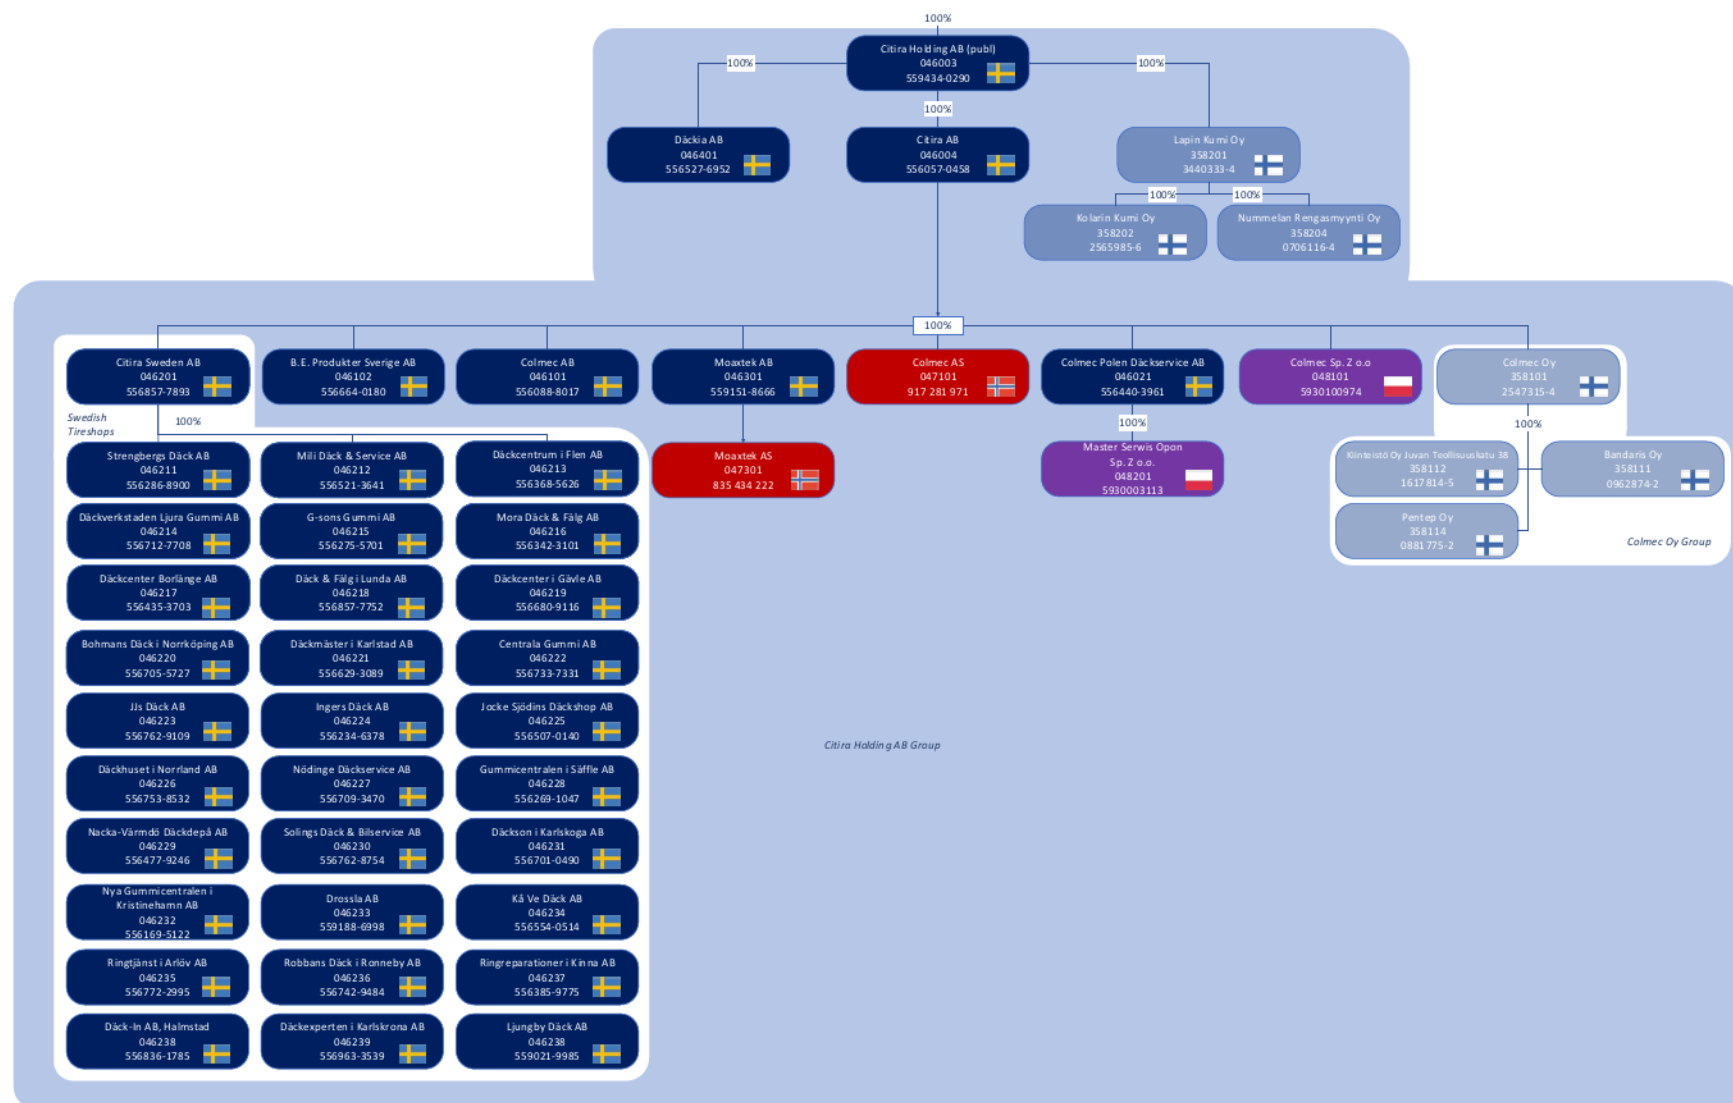 100%
Citira Holding AB (publ)
046003
559434-0290
100%
100%
100%
Däckia AB
046401
556527-6952
Citira AB
046004
556057-0458
Lapin Kumi Oy
358201
3440333-4
100%
100%
Kolarin Kumi Oy
358202
2565985-6
Nummelan Rengasmyynti Oy
358204
0706116-4
100%
Citira Sweden AB
046201
556857-7893
B.E. Produkter Sverige AB
046102
556664-0180
Colmec AB
046101
556088-8017
Moaxtek AB
046301
559151-8666
Colmec AS
047101
917 281 971
Colmec Polen Däckservice AB
046021
556440-3961
Colmec Sp. Z o.o
048101
5930100974
Colmec Oy
358101
2547315-4
Swedish
Tireshops
100%
100%
100%
Strengbergs Däck AB
046211
556286-8900
Mili Däck & Service AB
046212
556521-3641
Däckcentrum i Flen AB
046213
556368-5626
Moaxtek AS
047301
835 434 222
Master Serwis Opon
Sp. Z o.o.
048201
5930003113
Kiinteistö Oy Juvan Teollisuuskatu 38
358112
1617814-5
Bandaris Oy
358111
0962874-2
Däckverkstaden Ljura Gummi AB
046214
556712-7708
G-sons Gummi AB
046215
556275-5701
Mora Däck & Fälg AB
046216
556342-3101
Pentep Oy
358114
0881775-2
Colmec Oy Group
Däckcenter Borlänge AB
046217
556435-3703
Däck & Fälg i Lunda AB
046218
556857-7752
Däckcenter i Gävle AB
046219
556680-9116
Bohmans Däck i Norrköping AB
046220
556705-5727
Däckmäster i Karlstad AB
046221
556629-3089
Centrala Gummi AB
046222
556733-7331
JJs Däck AB
046223
556762-9109
Ingers Däck AB
046224
556234-6378
Jocke Sjödins Däckshop AB
046225
556507-0140
Citira Holding AB Group
Däckhuset i Norrland AB
046226
556753-8532
Nödinge Däckservice AB
046227
556709-3470
Gummicentralen i Säffle AB
046228
556269-1047
Nacka-Värmdö Däckdepå AB
046229
556477-9246
Solings Däck & Bilservice AB
046230
556762-8754
Däckson i Karlskoga AB
046231
556701-0490
Nya Gummicentralen i
Kristinehamn AB
046232
556169-5122
Drossla AB
046233
559188-6998
Kå Ve Däck AB
046234
556554-0514
Ringtjänst i Arlöv AB
046235
556772-2995
Robbans Däck i Ronneby AB
046236
556742-9484
Ringreparationer i Kinna AB
046237
556385-9775
Däck-In AB, Halmstad
046238
556836-1785
Däckexperten i Karlskrona AB
046239
556963-3539
Ljungby Däck AB
046238
559021-9985